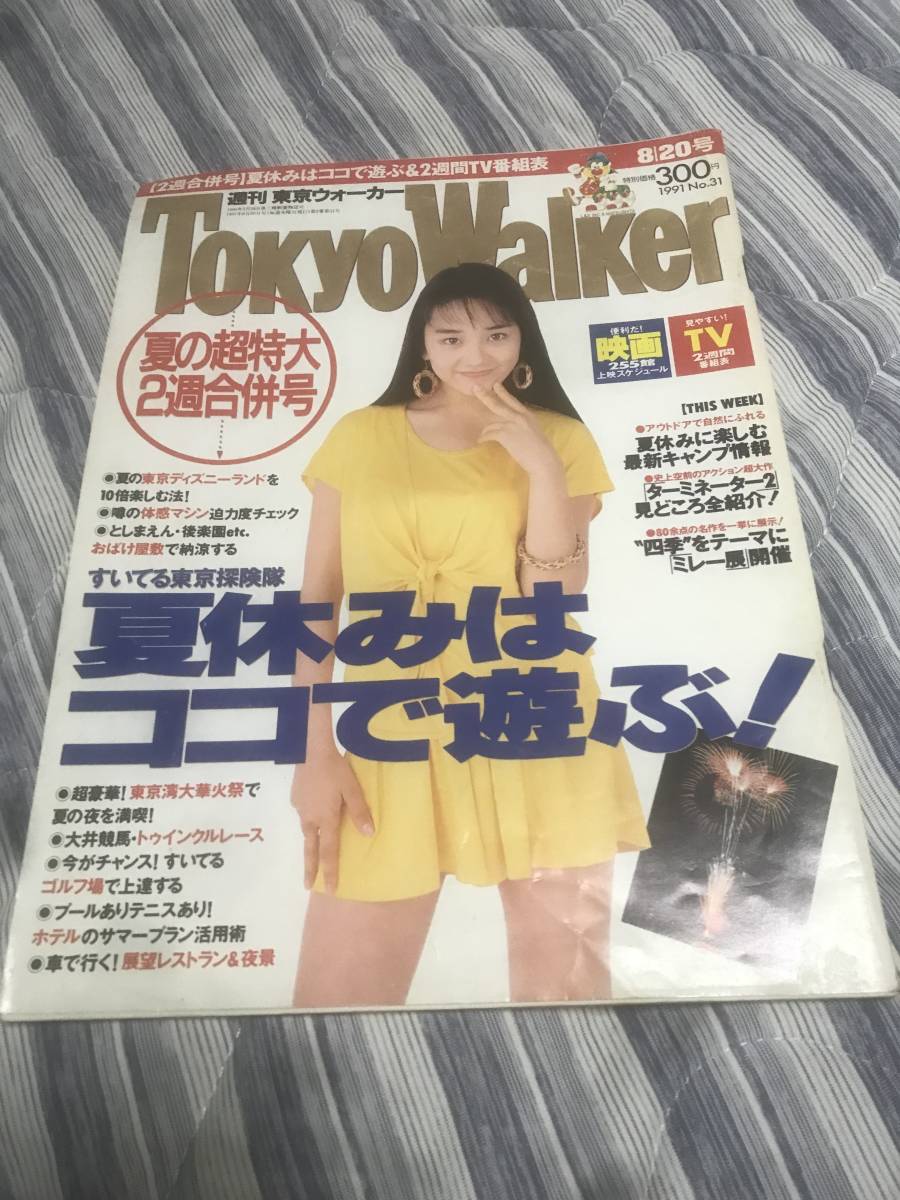 【2週合併号】夏休みはココで遊ぶ&2週間TV番組表
8/20号
特別価格300円
1991 No.31
週刊 東京ウォーカー
TokyoWalker
夏の超特大
2週合併号
便利だ!
映画
255館
上映スケジュール
見やすい!
TV
2週間
番組表
●夏の東京ディズニーランドを
10倍楽しむ法!
●噂の体感マシン迫力度チェック
●としまえん・後楽園etc.
おばけ屋敷で納涼する
[THIS WEEK]
●アウトドアで自然にふれる
夏休みに楽しむ
最新キャンプ情報
●史上空前のアクション超大作
「ターミネーター2」
見どころ全紹介!
●80余点の名作を一挙に展示!
“四季”をテーマに
「ミレー展」開催
すいてる東京探険隊
夏休みは
ココで遊ぶ!
●超豪華!東京湾大華火祭で
夏の夜を満喫!
●大井競馬・トゥインクルレース
●今がチャンス!すいてる
ゴルフ場で上達する
●プールありテニスあり!
ホテルのサマープラン活用術
●車で行く!展望レストラン&夜景